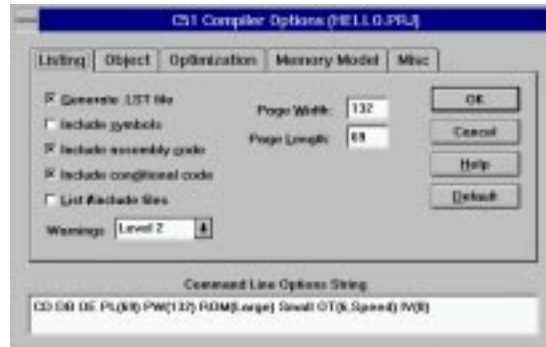 C51 Compiler Options (HELLO.PRJ)
Listing Object Optimization Memory Model Misc
Generate .LST file
Include symbols
Include assembly code
Include conditional code
List #include files
Warnings: Level 2
Page Width: 132
Page Length: 69
OK
Cancel
Help
Default
Command Line Options String
CD DB OE PL(69) PW(132) ROM(Large) Small OT(6,Speed) IV(0)